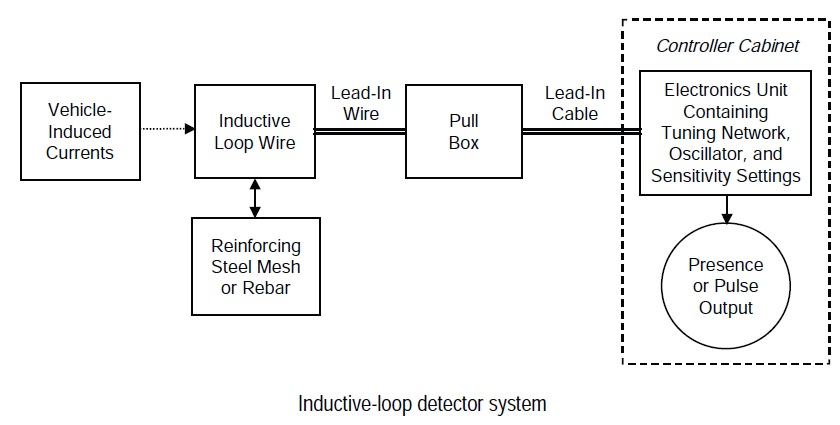 Controller Cabinet
Vehicle-
Induced
Currents
Inductive
Loop Wire
Lead-In
Wire
Pull
Box
Lead-In
Cable
Electronics Unit
Containing
Tuning Network,
Oscillator, and
Sensitivity Settings
Reinforcing
Steel Mesh
or Rebar
Presence
or Pulse
Output
Inductive-loop detector system